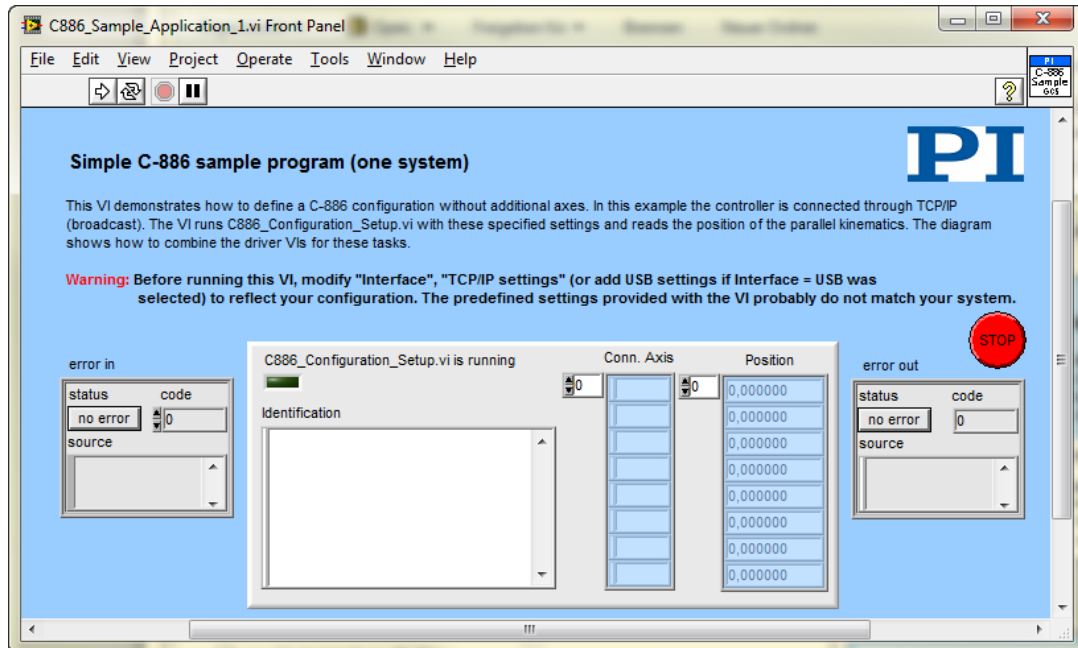 C886_Sample_Application_1.vi Front Panel
File Edit View Project Operate Tools Window Help
PI
C-886
Sample
GCS
PI
Simple C-886 sample program (one system)
This VI demonstrates how to define a C-886 configuration without additional axes. In this example the controller is connected through TCP/IP
(broadcast). The VI runs C886_Configuration_Setup.vi with these specified settings and reads the position of the parallel kinematics. The diagram
shows how to combine the driver VIs for these tasks.
Warning: Before running this VI, modify "Interface", "TCP/IP settings" (or add USB settings if Interface = USB was
selected) to reflect your configuration. The predefined settings provided with the VI probably do not match your system.
STOP
error in
status code
no error 0
source
C886_Configuration_Setup.vi is running
Identification
Conn. Axis
0
Position
0
0,000000
0,000000
0,000000
0,000000
0,000000
0,000000
0,000000
0,000000
error out
status code
no error 0
source